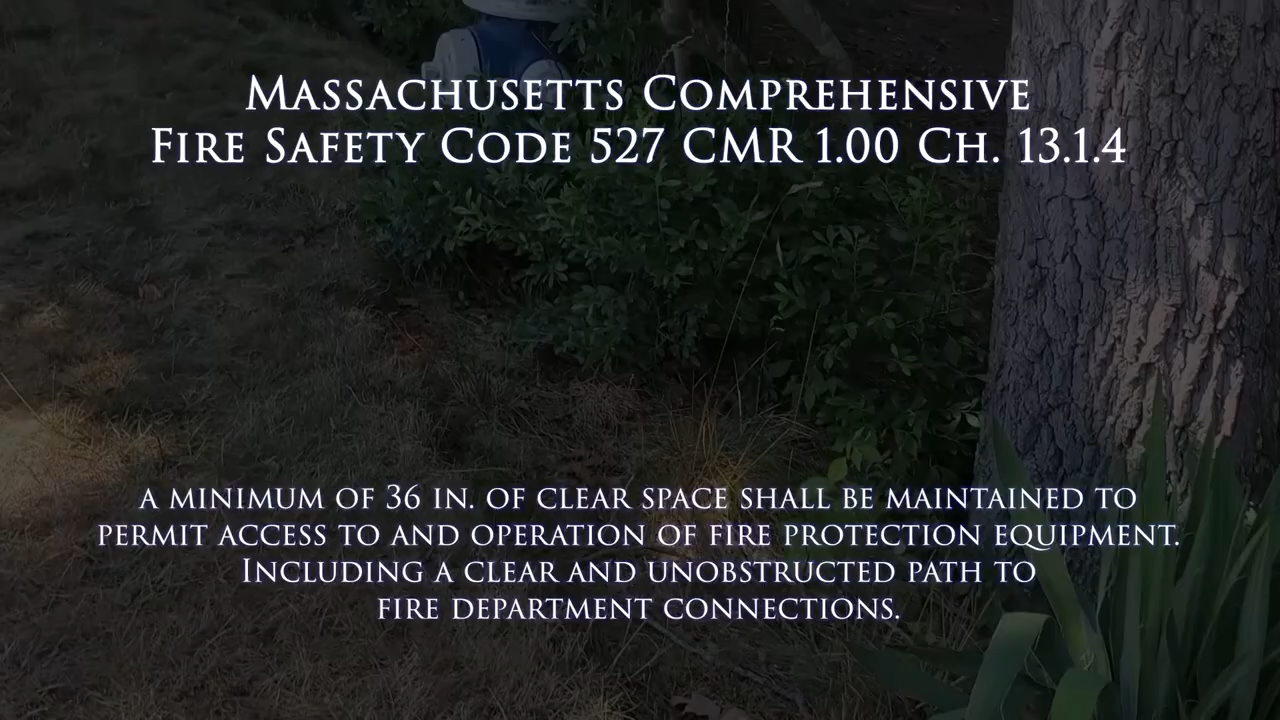 Massachusetts Comprehensive
Fire Safety Code 527 CMR 1.00 Ch. 13.1.4
a minimum of 36 in. of clear space shall be maintained to
permit access to and operation of fire protection equipment.
Including a clear and unobstructed path to
fire department connections.